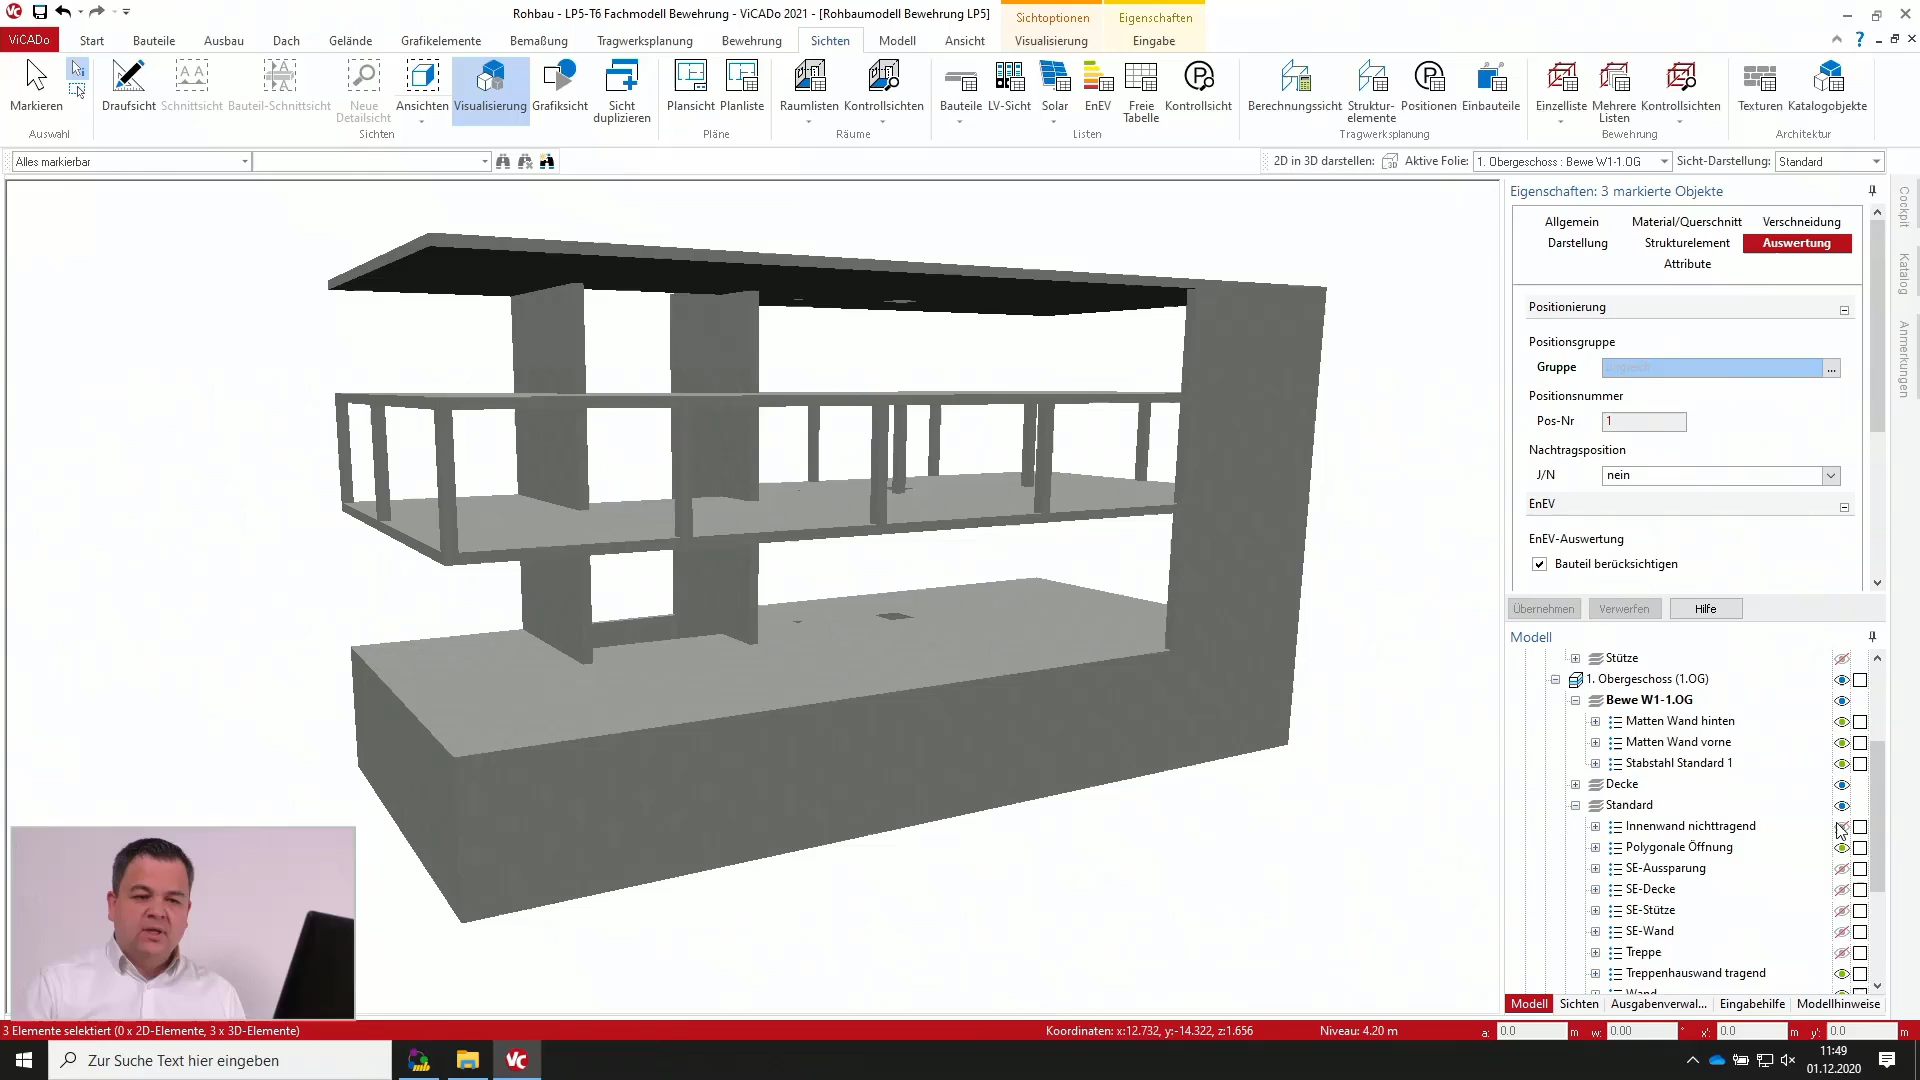 Rohbau - LP5-T6 Fachmodell Bewehrung - ViCADo 2021 - [Rohbaumodell Bewehrung LP5]
Sichtoptionen
Eigenschaften
ViCADo
Start
Bauteile
Ausbau
Dach
Gelände
Grafikelemente
Bemaßung
Tragwerksplanung
Bewehrung
Sichten
Modell
Ansicht
Visualisierung
Eingabe
Markieren
Draufsicht
Schnittsicht
Bauteil-Schnittsicht
Neue Detailsicht
Ansichten
Visualisierung
Grafiksicht
Sicht duplizieren
Plansicht
Planliste
Raumlisten
Kontrollsichten
Bauteile
LV-Sicht
Solar
EnEV
Freie Tabelle
Kontrollsicht
Berechnungssicht
Struktur-elemente
Positionen
Einbauteile
Einzelliste
Mehrere Listen
Kontrollsichten
Texturen
Katalogobjekte
Auswahl
Sichten
Pläne
Räume
Listen
Tragwerksplanung
Bewehrung
Architektur
Alles markierbar
2D in 3D darstellen:
Aktive Folie:
1. Obergeschoss : Bewe W1-1.OG
Sicht-Darstellung:
Standard
Eigenschaften: 3 markierte Objekte
Allgemein
Material/Querschnitt
Verschneidung
Darstellung
Strukturelement
Auswertung
Attribute
Positionierung
Positionsgruppe
Gruppe
...
Positionsnummer
Pos-Nr
1
Nachtragsposition
J/N
nein
EnEV
EnEV-Auswertung
Bauteil berücksichtigen
Übernehmen
Verwerfen
Hilfe
Cockpit
Katalog
Anmerkungen
Modell
Stütze
1. Obergeschoss (1.OG)
Bewe W1-1.OG
Matten Wand hinten
Matten Wand vorne
Stabstahl Standard 1
Decke
Standard
Innenwand nichttragend
Polygonale Öffnung
SE-Aussparung
SE-Decke
SE-Stütze
SE-Wand
Treppe
Treppenhauswand tragend
Modell
Sichten
Ausgabenverwal...
Eingabehilfe
Modellhinweise
3 Elemente selektiert (0 x 2D-Elemente, 3 x 3D-Elemente)
Koordinaten: x:12.732, y:-14.322, z:1.656
Niveau: 4.20 m
a: 0.0 m w: 0.00 ° x': 0.0 m y': 0.0 m
Zur Suche Text hier eingeben
11:49
01.12.2020